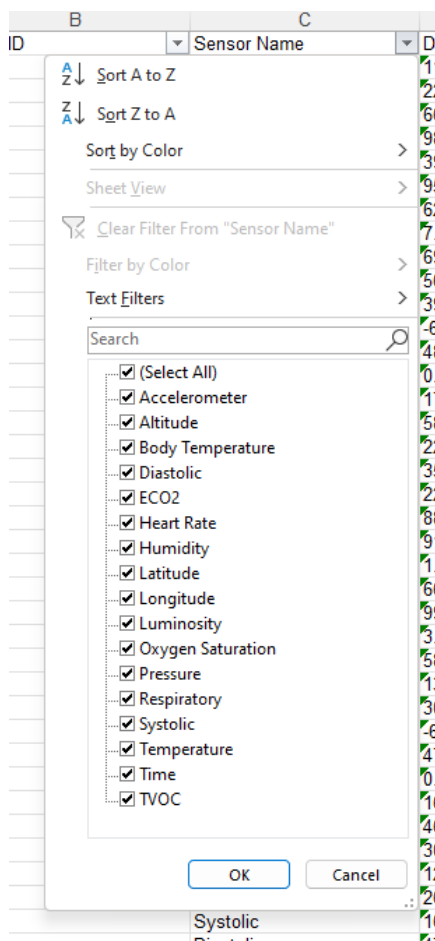 B C
ID Sensor Name D
Sort A to Z
Sort Z to A
Sort by Color
Sheet View
Clear Filter From "Sensor Name"
Filter by Color
Text Filters
Search
(Select All)
Accelerometer
Altitude
Body Temperature
Diastolic
ECO2
Heart Rate
Humidity
Latitude
Longitude
Luminosity
Oxygen Saturation
Pressure
Respiratory
Systolic
Temperature
Time
TVOC
OK Cancel
Systolic